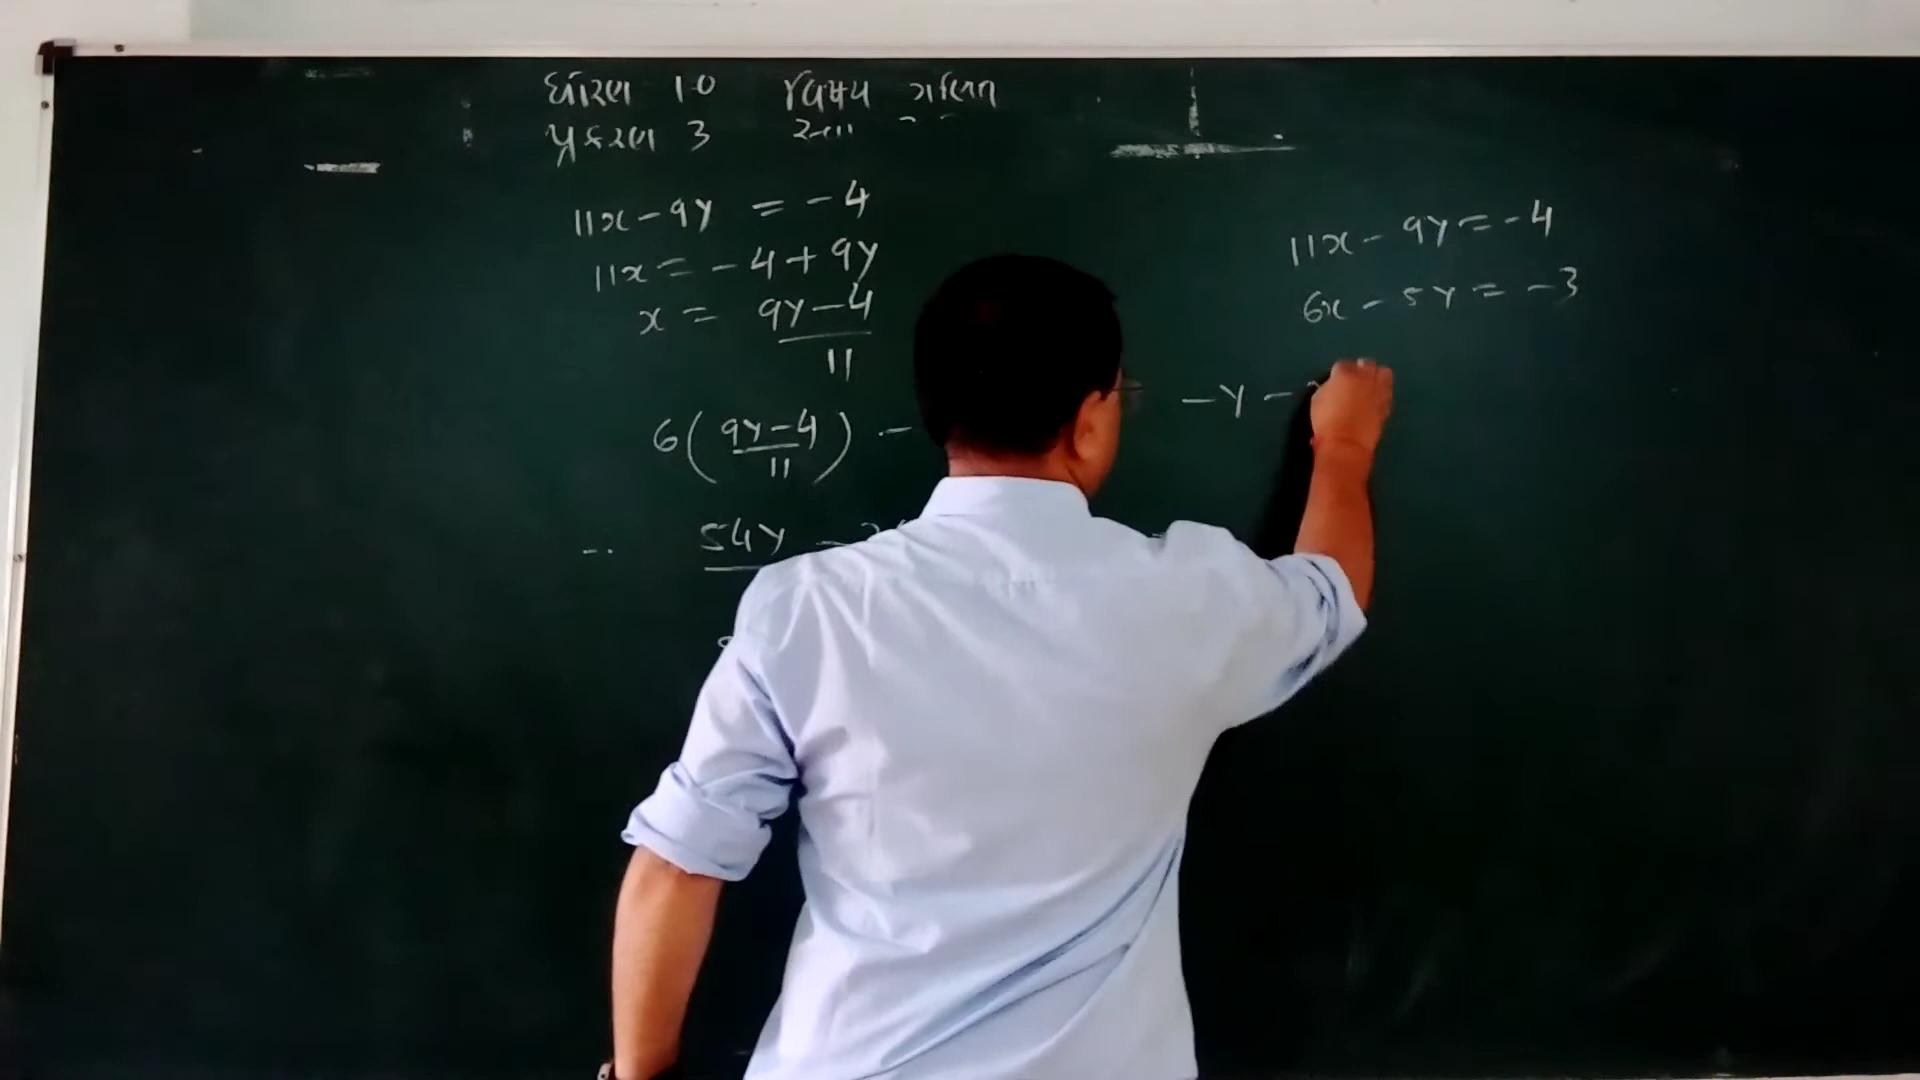 ધોરણ 10 વિષય ગણિત
પ્રકરણ 3
11x - 9y = - 4
11x = - 4 + 9y
x = 9y - 4
11
6 ( 9y - 4 ) -
11
54y -
11x - 9y = - 4
6x - 5y = - 3
- y -